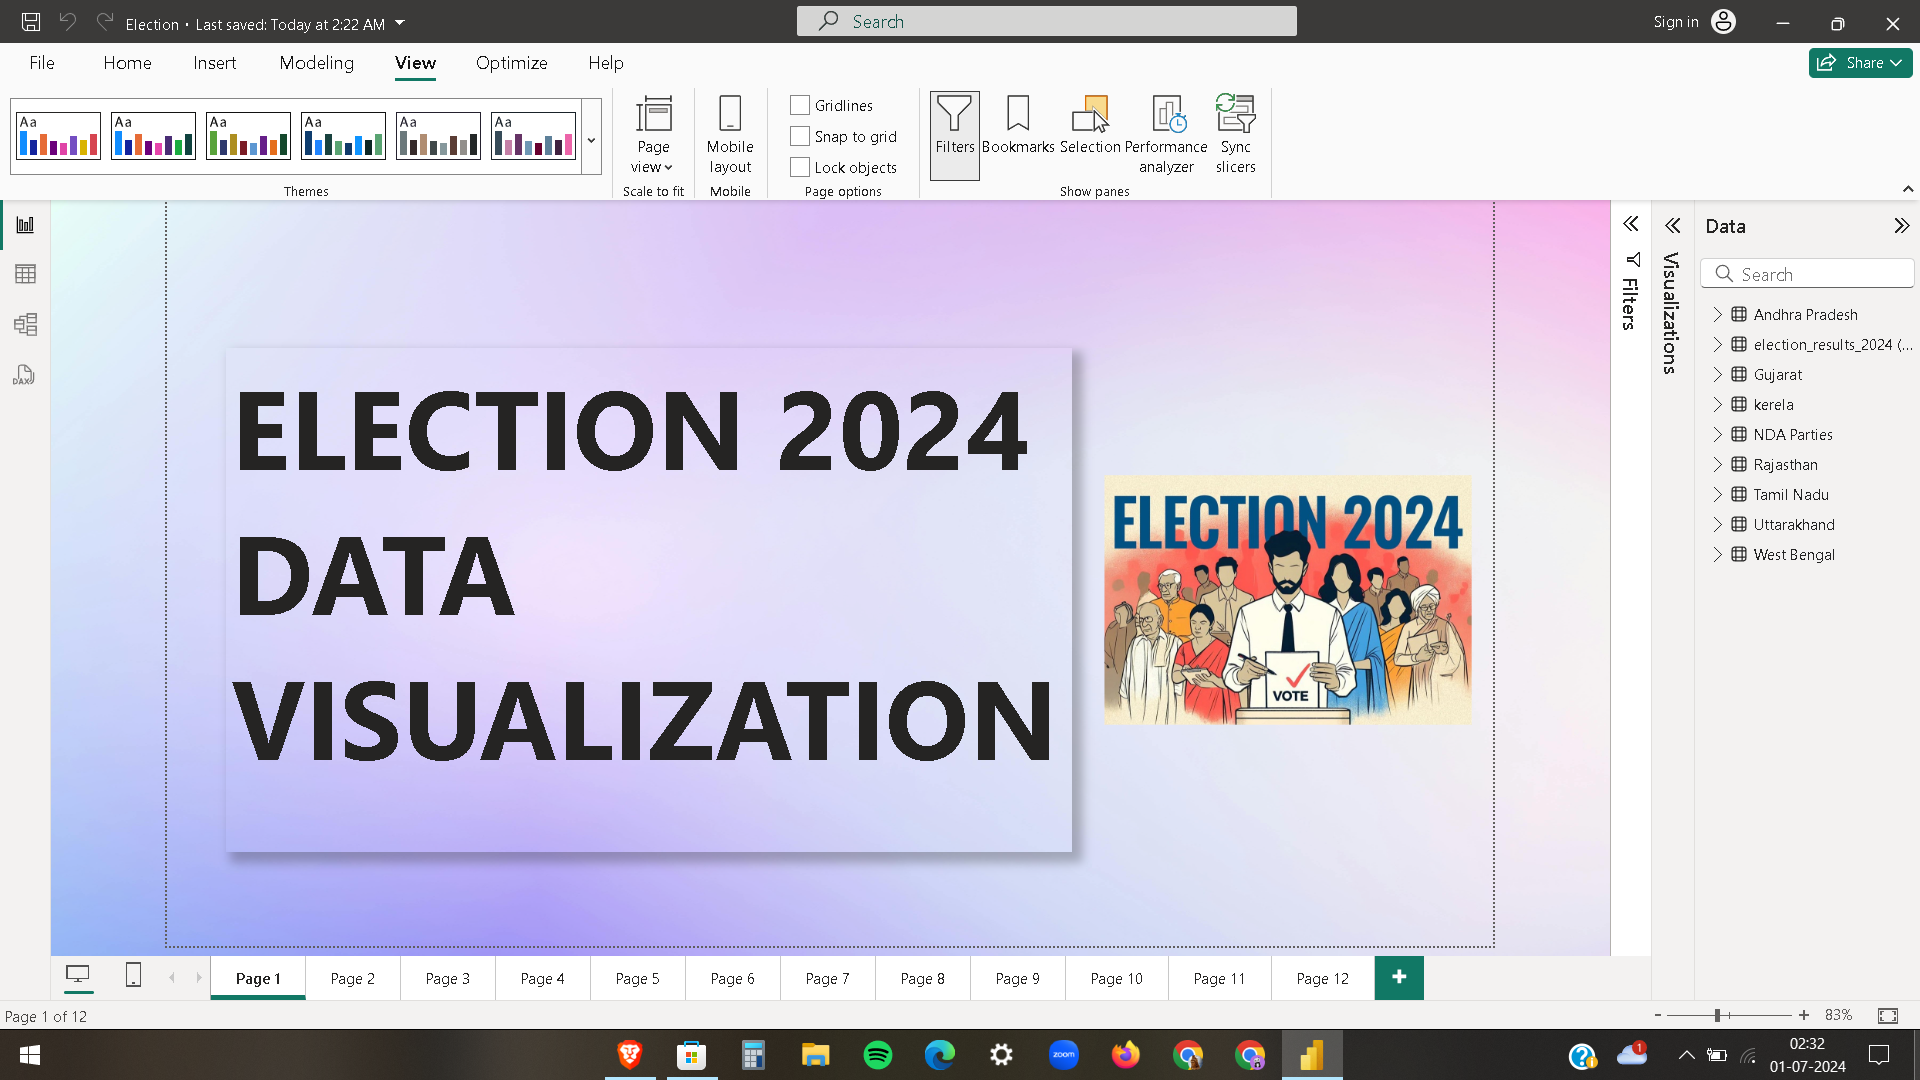 Election • Last saved: Today at 2:22 AM
Search
Sign in
File Home Insert Modeling View Optimize Help
Share
Aa Aa Aa Aa Aa Aa
Themes
Page view
Scale to fit
Mobile layout
Mobile
Gridlines
Snap to grid
Lock objects
Page options
Filters
Bookmarks
Selection
Performance analyzer
Sync slicers
Show panes
DAX
ELECTION 2024
DATA
VISUALIZATION
ELECTION 2024
VOTE
Filters
Visualizations
Data
Search
Andhra Pradesh
election_results_2024 (...
Gujarat
kerela
NDA Parties
Rajasthan
Tamil Nadu
Uttarakhand
West Bengal
Page 1 Page 2 Page 3 Page 4 Page 5 Page 6 Page 7 Page 8 Page 9 Page 10 Page 11 Page 12 +
Page 1 of 12
- + 83%
zoom
1
02:32
01-07-2024